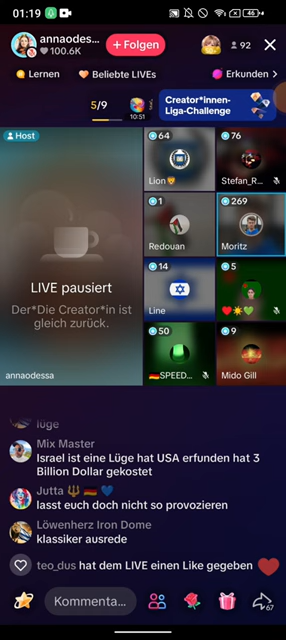 01:19
46
annaodes...
100.6K
+ Folgen
92
Lernen
Beliebte LIVEs
Erkunden
5/9
10:51
Creator*innen-
Liga-Challenge
Host
64
76
Lion
Stefan_R...
1
269
Redouan
Moritz
LIVE pausiert
Der*Die Creator*in ist
gleich zurück.
14
5
Line
50
9
annaodessa
SPEED...
Mido Gill
lüge
Mix Master
Israel ist eine Lüge hat USA erfunden hat 3
Billion Dollar gekostet
Jutta
lasst euch doch nicht so provozieren
Löwenherz Iron Dome
klassiker ausrede
teo_dus hat dem LIVE einen Like gegeben
Kommenta...
67